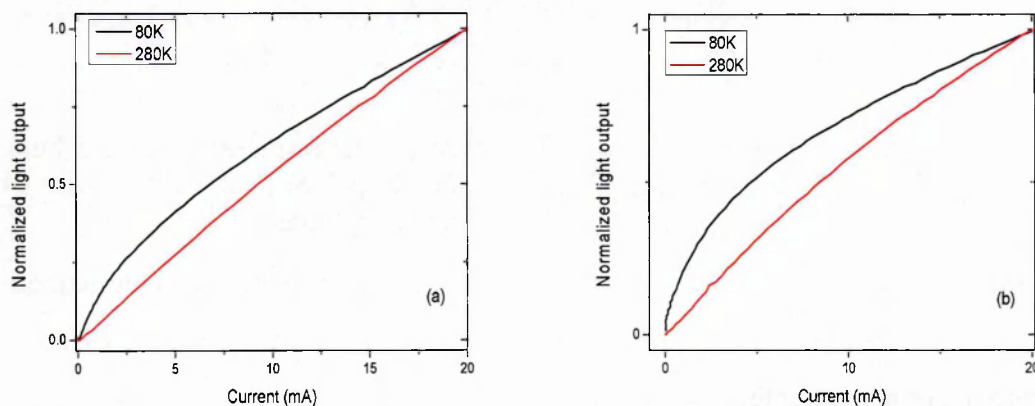 1.0
80K
280K
0.5
0.0
Normalized light output
(a)
0
5
10
15
20
Current (mA)
1
80K
280K
0
Normalized light output
(b)
0
10
20
Current (mA)